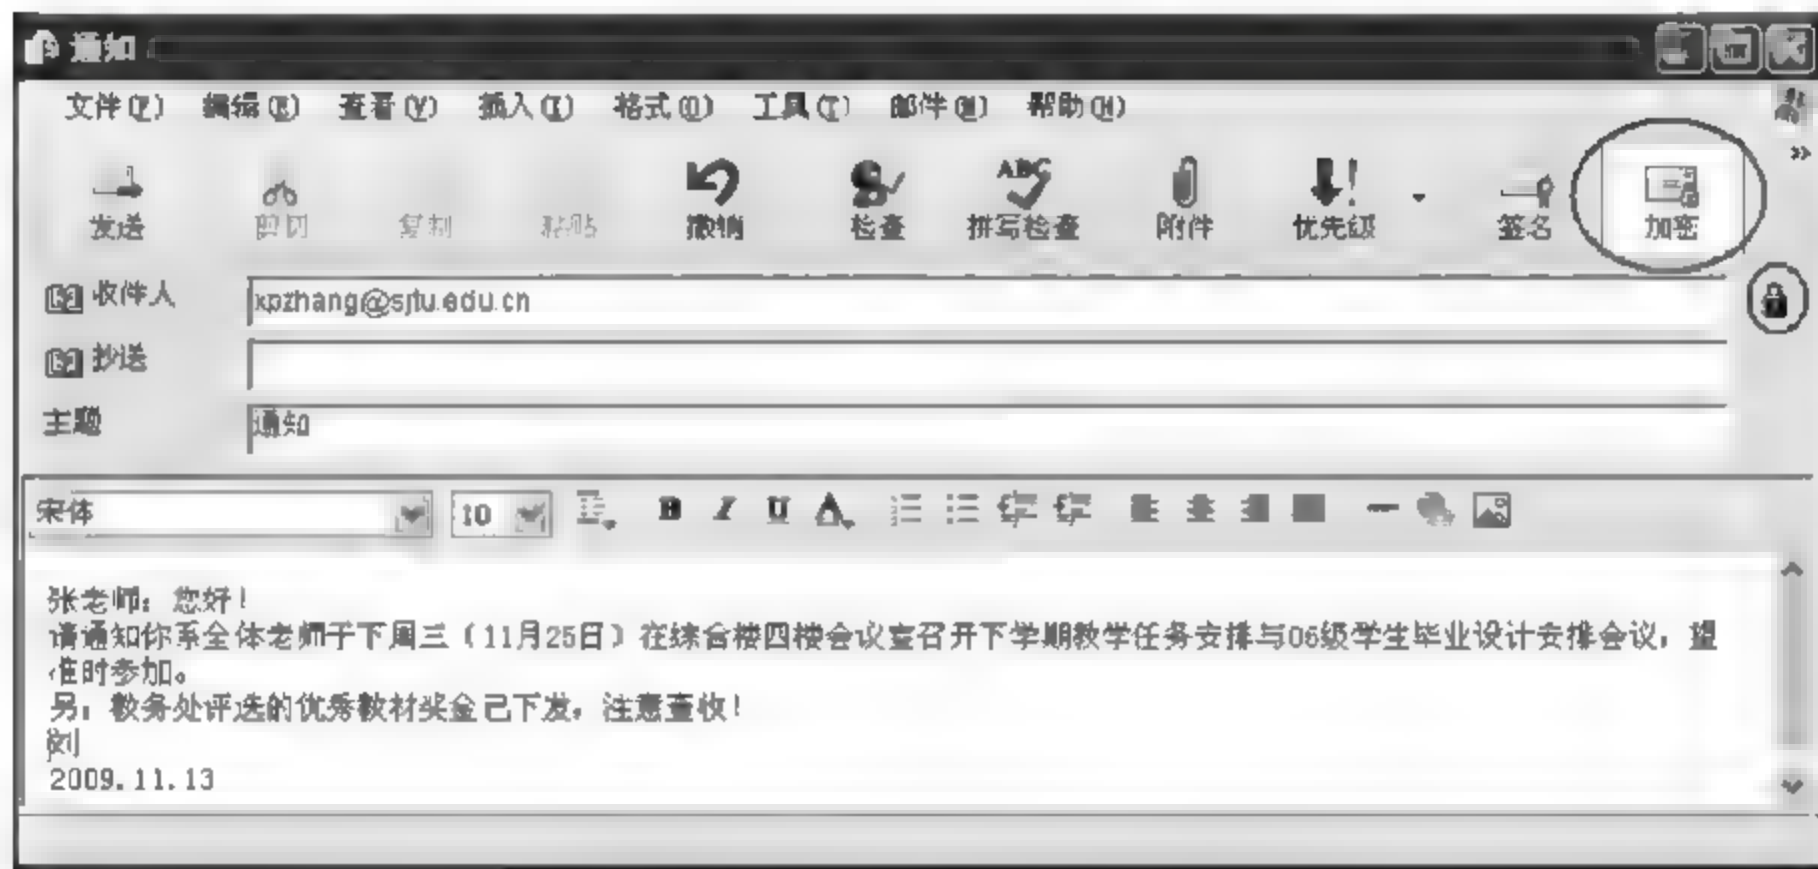 通知
文件(F) 编辑(E) 查看(V) 插入(I) 格式(O) 工具(T) 邮件(M) 帮助(H)
发送 剪切 复制 粘贴 撤销 检查 ABC 拼写检查 附件 优先级 签名 加密
收件人 xpzhang@sjtu.edu.cn
抄送
主题 通知
宋体 10 B I U A
张老师:您好!
请通知你系全体老师于下周三(11月25日)在综合楼四楼会议室召开下学期教学任务安排与06级学生毕业设计安排会议,望
准时参加。
另,教务处评选的优秀教材奖金已下发,注意查收!
刘
2009.11.13